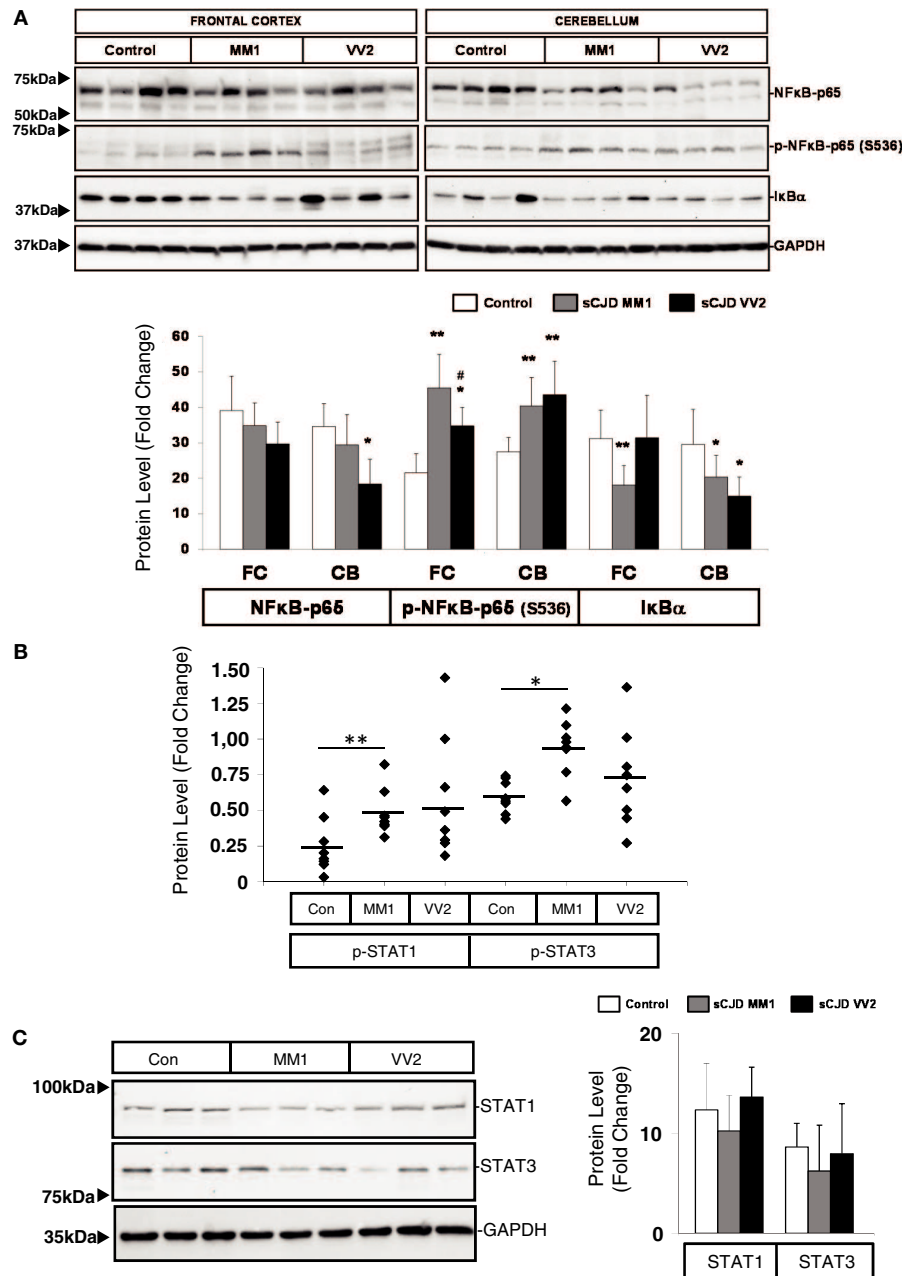 A
FRONTAL CORTEX
CEREBELLUM
Control MM1 VV2
Control MM1 VV2
75kDa
-NFκB-p65
50kDa
75kDa
-p-NFκB-p65 (S536)
-IκBα
37kDa
37kDa
-GAPDH
Control sCJD MM1 sCJD VV2
Protein Level (Fold Change)
60
50
40
30
20
10
0
** # * ** ** ** * * *
FC CB FC CB FC CB
NFκB-p65 p-NFκB-p65 (S536) IκBα
B
Protein Level (Fold Change)
1.50
1.25
1,00
0.75
0.50
0.25
0
**
*
Con MM1 VV2 Con MM1 VV2
p-STAT1 p-STAT3
C
Con MM1 VV2
100kDa
-STAT1
-STAT3
75kDa
-GAPDH
35kDa
Control sCJD MM1 sCJD VV2
Protein Level
(Fold Change)
20
10
0
STAT1 STAT3